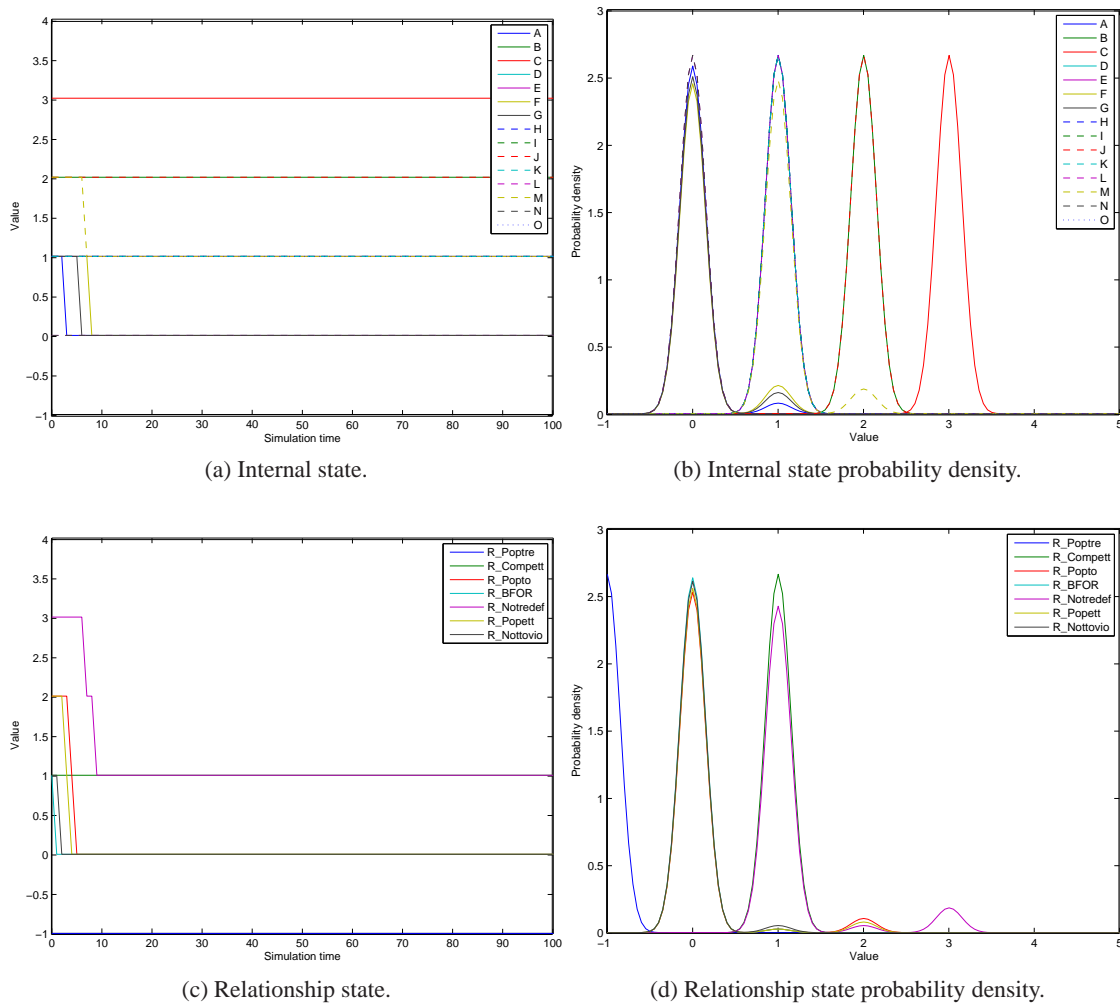 4
3.5
3
2.5
2
1.5
1
0.5
0
−0.5
−1
Value
0 10 20 30 40 50 60 70 80 90 100
Simulation time
A
B
C
D
E
F
G
H
I
J
K
L
M
N
O
(a) Internal state.
3
2.5
2
1.5
1
0.5
0
Probability density
−1 0 1 2 3 4 5
Value
A
B
C
D
E
F
G
H
I
J
K
L
M
N
O
(b) Internal state probability density.
4
3.5
3
2.5
2
1.5
1
0.5
0
−0.5
−1
Value
0 10 20 30 40 50 60 70 80 90 100
Simulation time
R_Poptre
R_Compett
R_Popto
R_BFOR
R_Notredef
R_Popett
R_Nottovio
(c) Relationship state.
3
2.5
2
1.5
1
0.5
0
Probability density
−1 0 1 2 3 4 5
Value
R_Poptre
R_Compett
R_Popto
R_BFOR
R_Notredef
R_Popett
R_Nottovio
(d) Relationship state probability density.